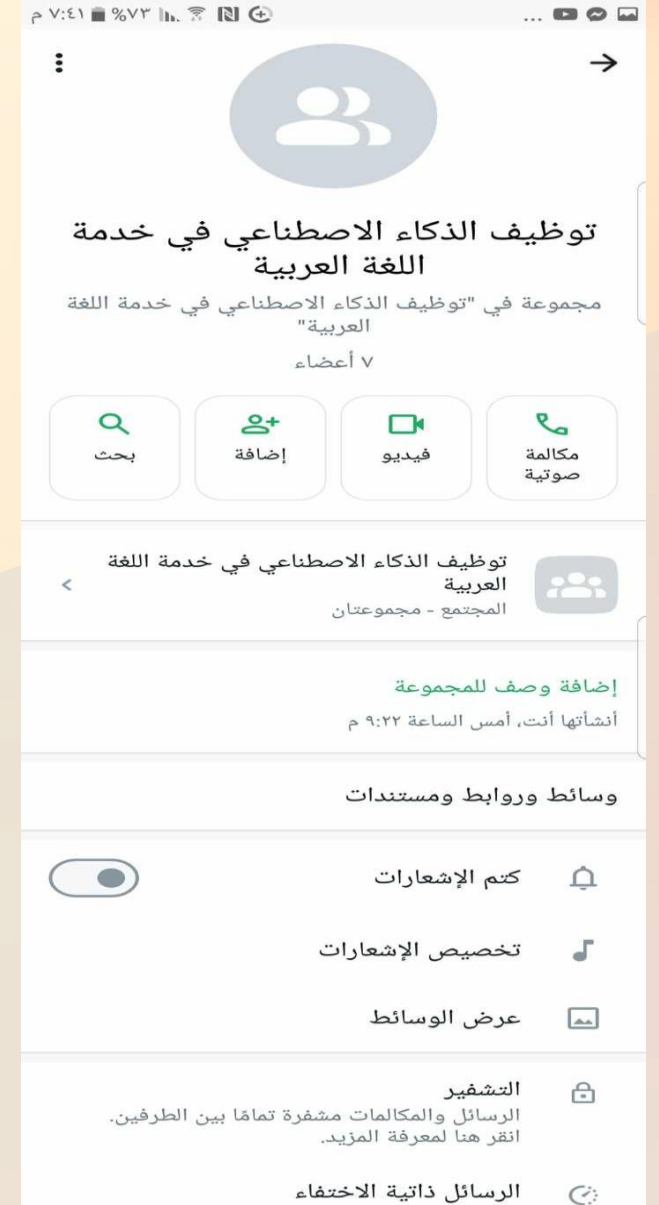 ٧:٤١ م %٧٣ ...
توظيف الذكاء الاصطناعي في خدمة
اللغة العربية
مجموعة في "توظيف الذكاء الاصطناعي في خدمة اللغة
العربية"
٧ أعضاء
مكالمة
صوتية
فيديو
إضافة
بحث
توظيف الذكاء الاصطناعي في خدمة اللغة
العربية
المجتمع - مجموعتان
إضافة وصف للمجموعة
أنشأتها أنت، أمس الساعة ٩:٢٢ م
وسائط وروابط ومستندات
كتم الإشعارات
تخصيص الإشعارات
عرض الوسائط
التشفير
الرسائل والمكالمات مشفرة تمامًا بين الطرفين.
انقر هنا لمعرفة المزيد.
الرسائل ذاتية الاختفاء